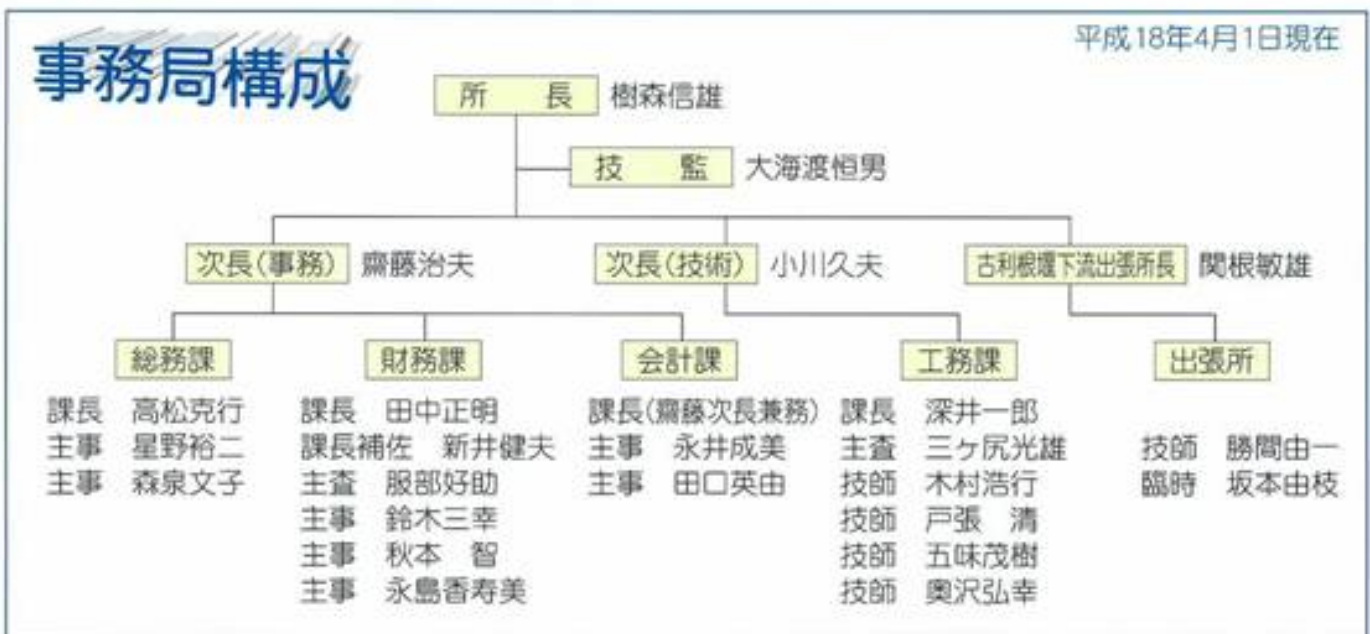 事務局構成
平成18年4月1日現在
所　長　樹森信雄
技　監　大海渡恒男
次長(事務)　齋藤治夫
次長(技術)　小川久夫
古利根堰下流出張所長　関根敏雄
総務課
課長　高松克行
主事　星野裕二
主事　森泉文子
財務課
課長　田中正明
課長補佐　新井健夫
主査　服部好助
主事　鈴木三幸
主事　秋本　智
主事　永島香寿美
会計課
課長(齋藤次長兼務)
主事　永井成美
主事　田口英由
工務課
課長　深井一郎
主査　三ヶ尻光雄
技師　木村浩行
技師　戸張　清
技師　五味茂樹
技師　奥沢弘幸
出張所
技師　勝間由一
臨時　坂本由枝